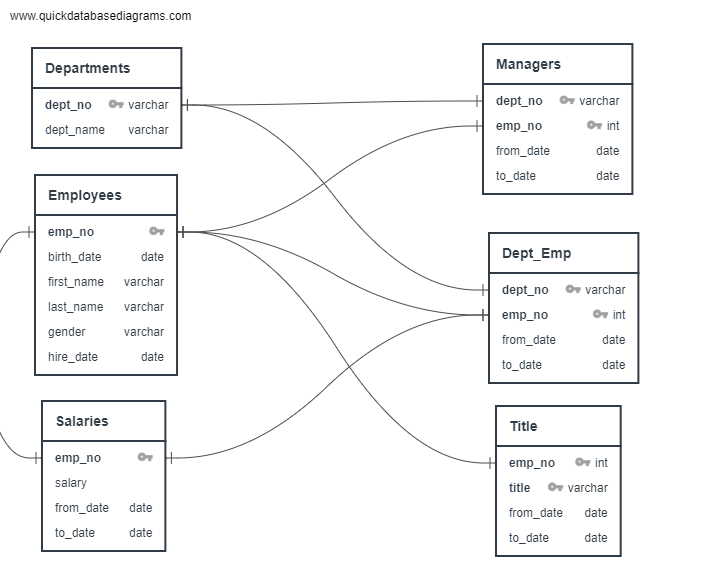 www.quickdatabasediagrams.com
Departments
dept_no varchar
dept_name varchar
Employees
emp_no
birth_date date
first_name varchar
last_name varchar
gender varchar
hire_date date
Salaries
emp_no
salary
from_date date
to_date date
Managers
dept_no varchar
emp_no int
from_date date
to_date date
Dept_Emp
dept_no varchar
emp_no int
from_date date
to_date date
Title
emp_no int
title varchar
from_date date
to_date date